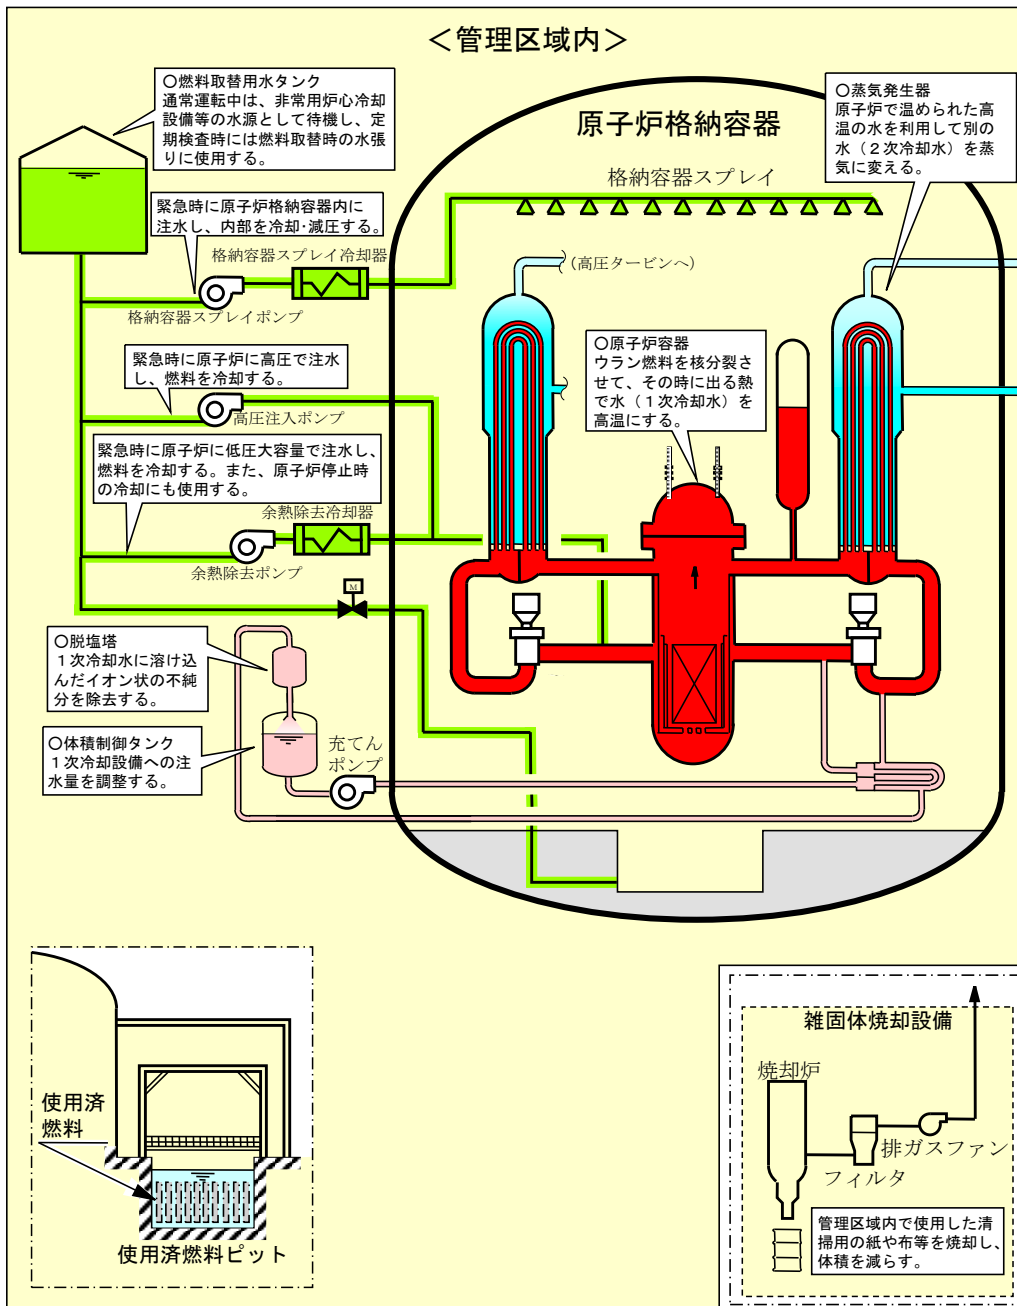 ＜管理区域内＞
○燃料取替用水タンク
通常運転中は、非常用炉心冷却
設備等の水源として待機し、定
期検査時には燃料取替時の水張
りに使用する。
○蒸気発生器
原子炉で温められた高
温の水を利用して別の
水（２次冷却水）を蒸
気に変える。
原子炉格納容器
格納容器スプレイ
緊急時に原子炉格納容器内に
注水し、内部を冷却・減圧する。
格納容器スプレイ冷却器
(高圧タービンへ)
格納容器スプレイポンプ
○原子炉容器
ウラン燃料を核分裂さ
せて、その時に出る熱
で水（１次冷却水）を
高温にする。
緊急時に原子炉に高圧で注水
し、燃料を冷却する。
高圧注入ポンプ
緊急時に原子炉に低圧大容量で注水し、
燃料を冷却する。また、原子炉停止時
の冷却にも使用する。
余熱除去冷却器
余熱除去ポンプ
M
○脱塩塔
１次冷却水に溶け込
んだイオン状の不純
分を除去する。
○体積制御タンク
１次冷却設備への注
水量を調整する。
充てん
ポンプ
使用済
燃料
使用済燃料ピット
雑固体焼却設備
焼却炉
排ガスファン
フィルタ
管理区域内で使用した清
掃用の紙や布等を焼却し、
体積を減らす。